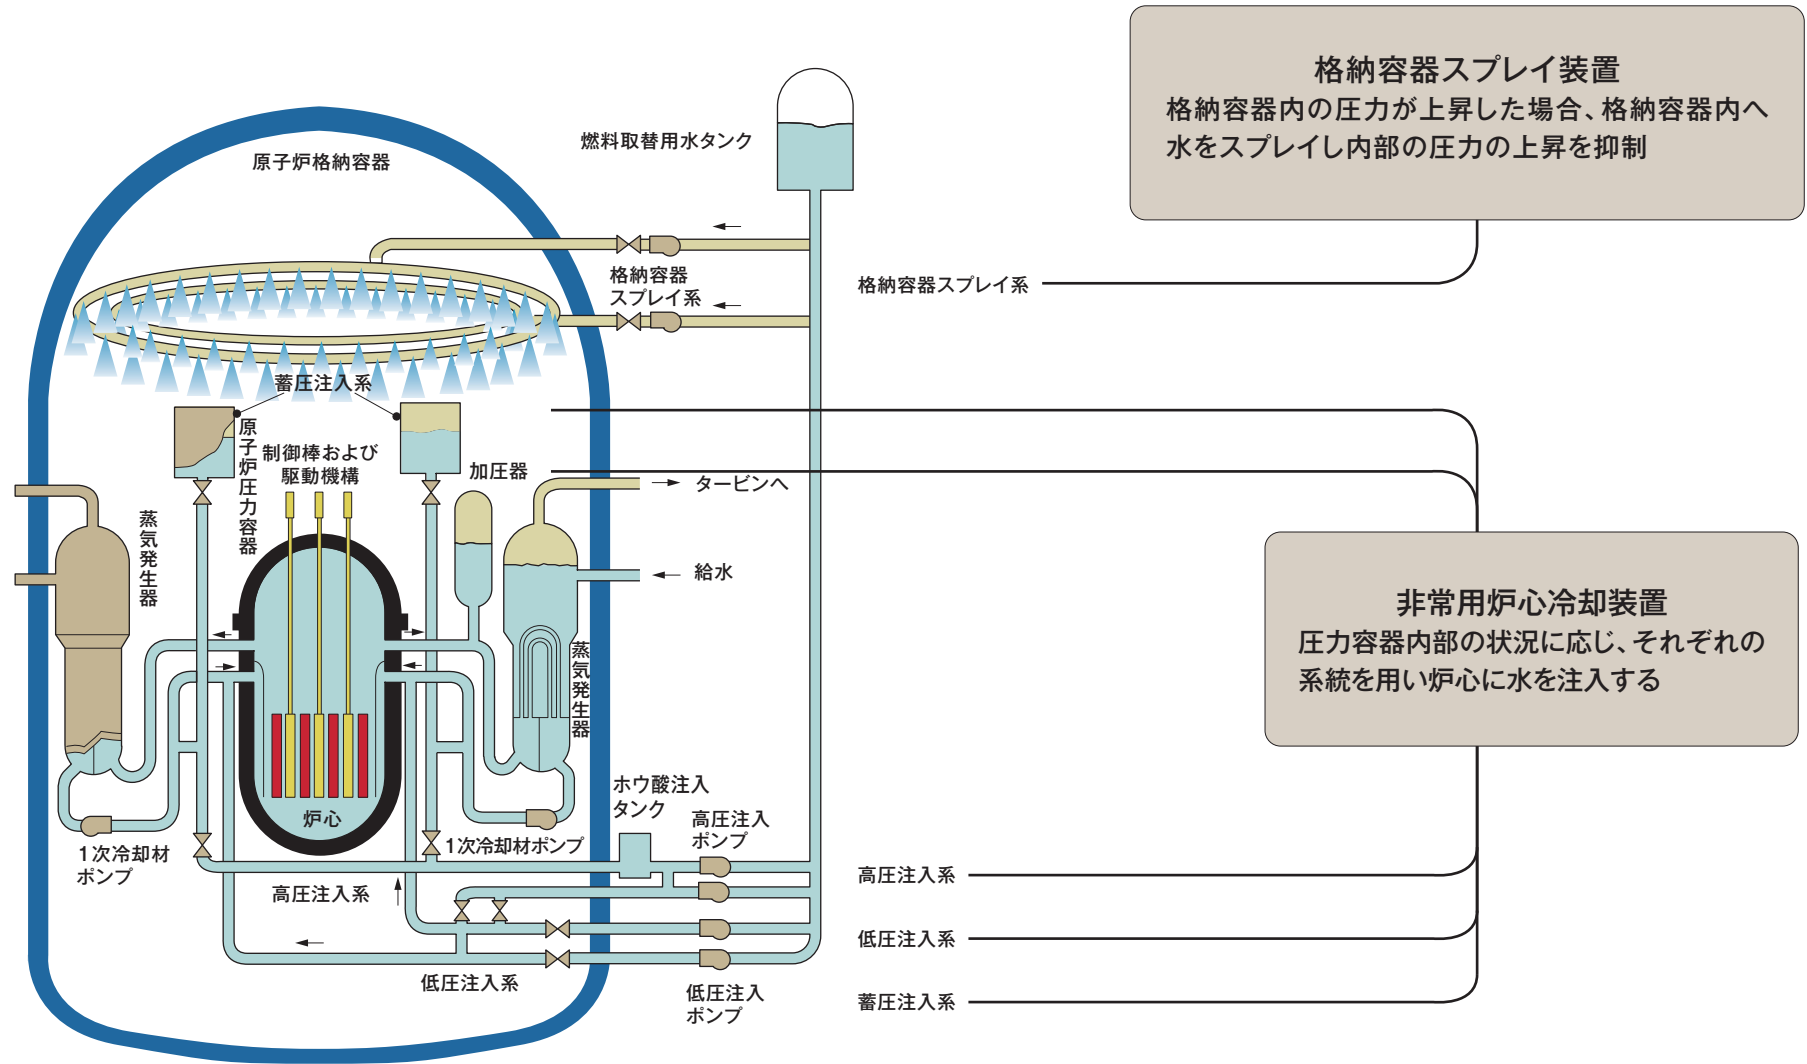 格納容器スプレイ装置
格納容器内の圧力が上昇した場合、格納容器内へ
水をスプレイし内部の圧力の上昇を抑制
燃料取替用水タンク
原子炉格納容器
格納容器
スプレイ系
格納容器スプレイ系
蓄圧注入系
原子炉圧力容器
制御棒および
駆動機構
加圧器
タービンへ
蒸気発生器
給水
非常用炉心冷却装置
圧力容器内部の状況に応じ、それぞれの
系統を用い炉心に水を注入する
蒸気発生器
炉心
ホウ酸注入
タンク
高圧注入
ポンプ
1次冷却材
ポンプ
1次冷却材ポンプ
高圧注入系
高圧注入系
低圧注入系
低圧注入系
低圧注入
ポンプ
蓄圧注入系